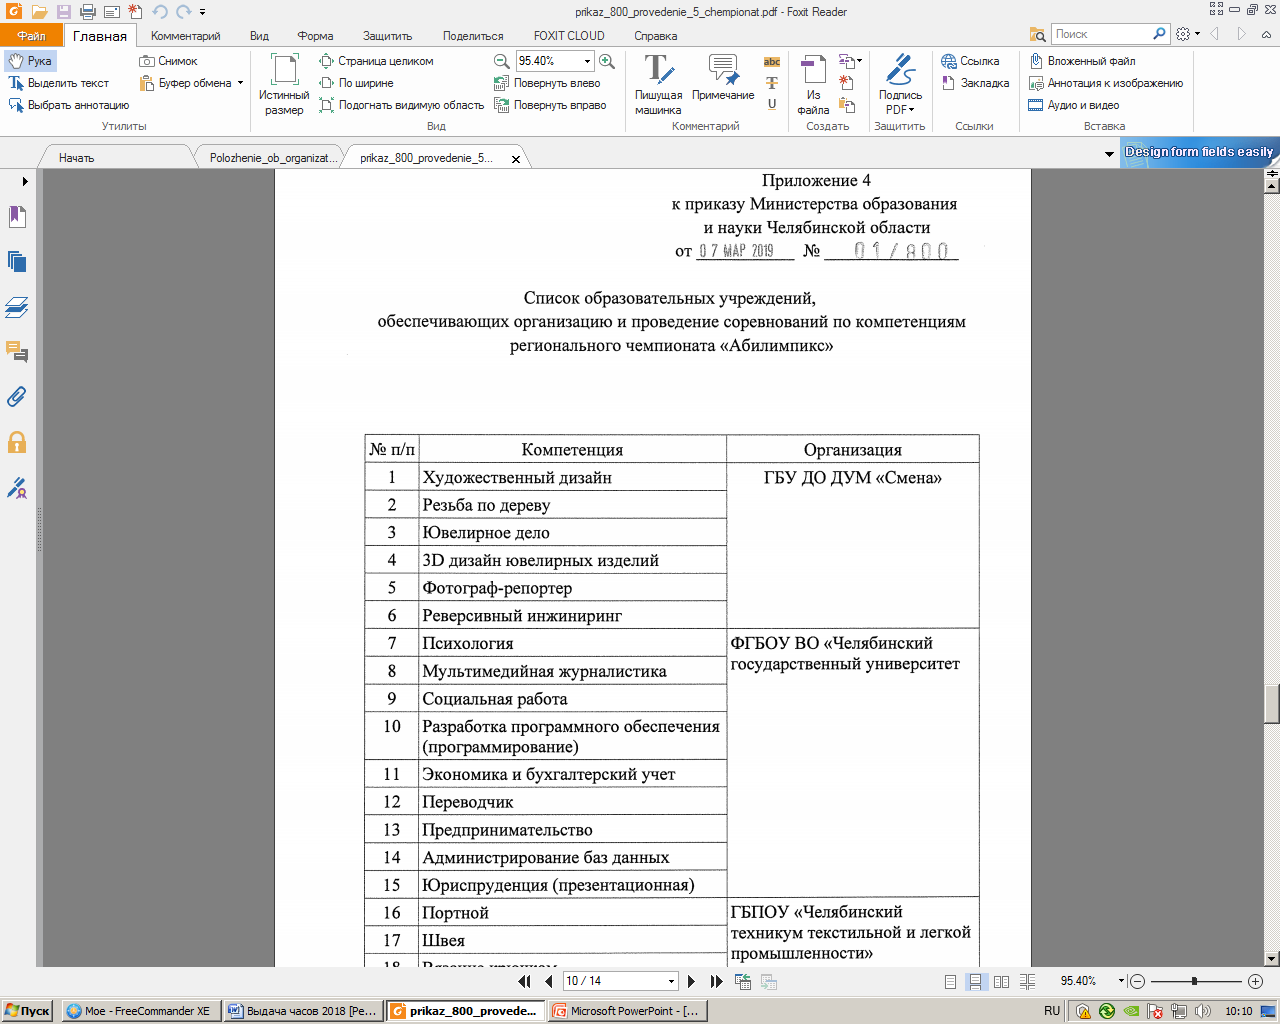 prikaz_800_provedenie_5_chempionat.pdf - Foxit Reader
Файл Главная Комментарий Вид Форма Защитить Поделиться FOXIT CLOUD Справка Поиск
Рука
Выделить текст
Выбрать аннотацию
Снимок
Буфер обмена
Утилиты
Истинный размер
Страница целиком
По ширине
Подогнать видимую область
95.40%
Повернуть влево
Повернуть вправо
Вид
Пишущая машинка
Примечание
abc
T
U
Комментарий
Из файла
Создать
Подпись PDF
Защитить
Ссылка
Закладка
Ссылки
Вложенный файл
Аннотация к изображению
Аудио и видео
Вставка
Начать Polozhenie_ob_organizat... prikaz_800_provedenie_5... Design form fields easily
Приложение 4
к приказу Министерства образования
и науки Челябинской области
от 07 МАР 2019 № 01/800
Список образовательных учреждений,
обеспечивающих организацию и проведение соревнований по компетенциям
регионального чемпионата «Абилимпикс»
№ п/п Компетенция Организация
1 Художественный дизайн ГБУ ДО ДУМ «Смена»
2 Резьба по дереву
3 Ювелирное дело
4 3D дизайн ювелирных изделий
5 Фотограф-репортер
6 Реверсивный инжиниринг
7 Психология ФГБОУ ВО «Челябинский
государственный университет
8 Мультимедийная журналистика
9 Социальная работа
10 Разработка программного обеспечения
(программирование)
11 Экономика и бухгалтерский учет
12 Переводчик
13 Предпринимательство
14 Администрирование баз данных
15 Юриспруденция (презентационная)
16 Портной ГБПОУ «Челябинский
техникум текстильной и легкой
17 Швея
промышленности»
10 / 14 95.40%
Пуск Мое - FreeCommander XE Выдача часов 2018 [Ре... prikaz_800_provede... Microsoft PowerPoint - [... RU 10:10